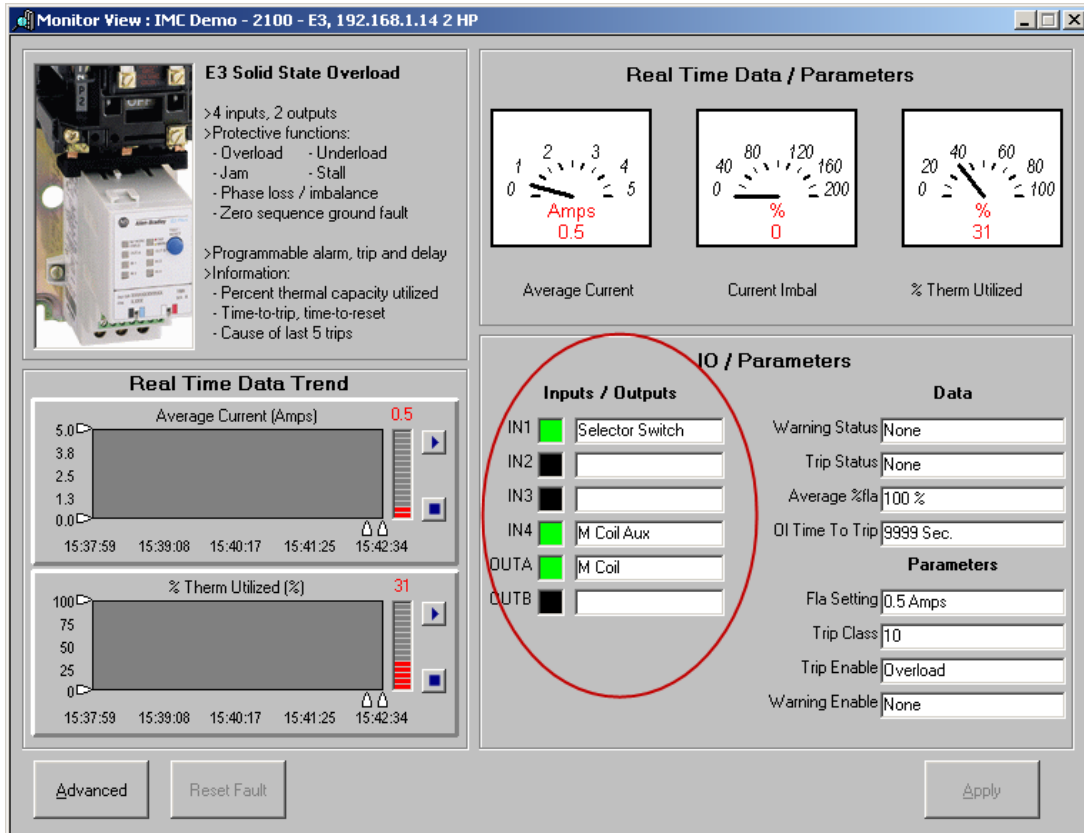 Monitor View : IMC Demo - 2100 - E3, 192.168.1.14 2 HP
E3 Solid State Overload
>4 inputs, 2 outputs
>Protective functions:
- Overload - Underload
- Jam - Stall
- Phase loss / imbalance
- Zero sequence ground fault
>Programmable alarm, trip and delay
>Information:
- Percent thermal capacity utilized
- Time-to-trip, time-to-reset
- Cause of last 5 trips
Real Time Data / Parameters
0 1 2 3 4 5
Amps
0.5
Average Current
0 40 80 120 160 200
%
0
Current Imbal
0 20 40 60 80 100
%
31
% Therm Utilized
Real Time Data Trend
Average Current (Amps) 0.5
5.0
3.8
2.5
1.3
0.0
15:37:59 15:39:08 15:40:17 15:41:25 15:42:34
% Therm Utilized (%) 31
100
75
50
25
0
15:37:59 15:39:08 15:40:17 15:41:25 15:42:34
IO / Parameters
Inputs / Outputs
IN1 Selector Switch
IN2
IN3
IN4 M Coil Aux
OUTA M Coil
OUTB
Data
Warning Status None
Trip Status None
Average %fla 100 %
Ol Time To Trip 9999 Sec.
Parameters
Fla Setting 0.5 Amps
Trip Class 10
Trip Enable Overload
Warning Enable None
Advanced
Reset Fault
Apply